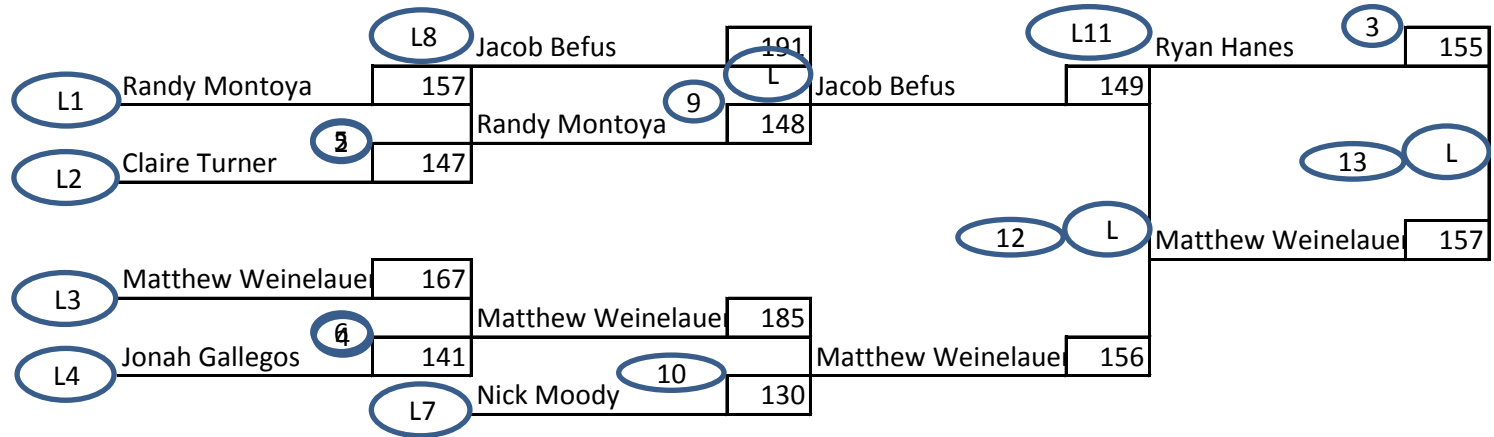 L8 Jacob Befus 191 L11 Ryan Hanes 3 155
L1 Randy Montoya 157 L Jacob Befus 149
9
Randy Montoya 148
L2 Claire Turner 147
13 L
12 L Matthew Weinelauer 157
L3 Matthew Weinelauer 167
Matthew Weinelauer 185
L4 Jonah Gallegos 141 Matthew Weinelauer 156
10
L7 Nick Moody 130